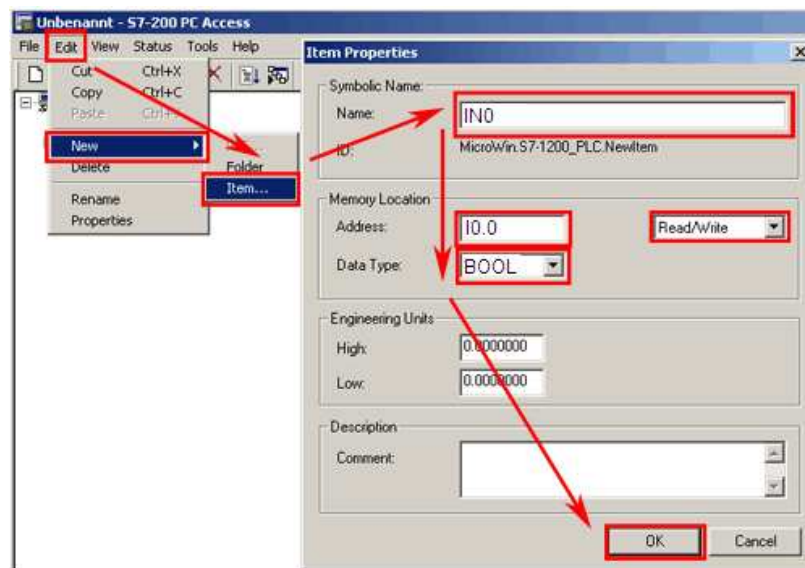 Unbenannt - S7-200 PC Access
File Edit View Status Tools Help
Cut Ctrl+X
Copy Ctrl+C
Paste Ctrl+V
New
Delete
Rename
Properties
Folder
Item...
Item Properties
Symbolic Name:
Name: IN0
ID: MicroWin.S7-1200_PLC.NewItem
Memory Location
Address: I0.0 Read/Write
Data Type: BOOL
Engineering Units
High: 0.0000000
Low: 0.0000000
Description
Comment:
OK Cancel